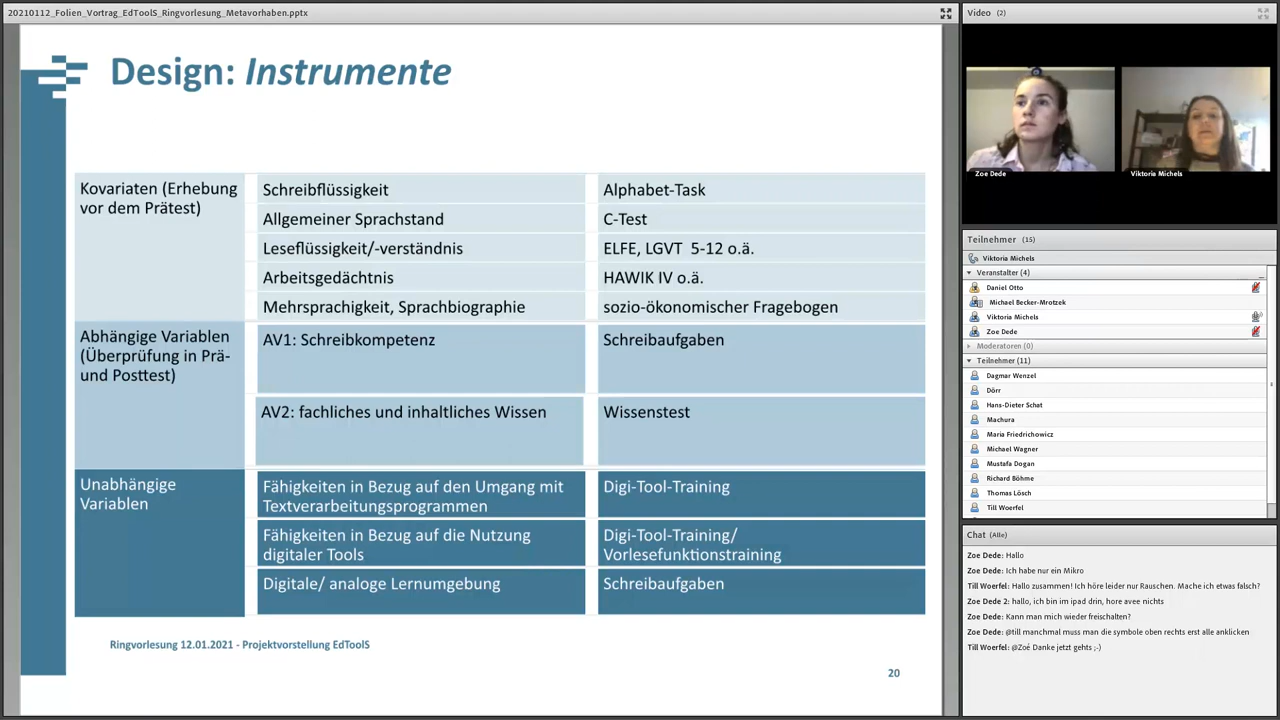 20210112_Folien_Vortrag_EdToolS_Ringvorlesung_Metavorhaben.pptx
Design: Instrumente
Kovariaten (Erhebung
vor dem Prätest)
Schreibflüssigkeit
Alphabet-Task
Allgemeiner Sprachstand
C-Test
Leseflüssigkeit/-verständnis
ELFE, LGVT 5-12 o.ä.
Arbeitsgedächtnis
HAWIK IV o.ä.
Mehrsprachigkeit, Sprachbiographie
sozio-ökonomischer Fragebogen
Abhängige Variablen
(Überprüfung in Prä-
und Posttest)
AV1: Schreibkompetenz
Schreibaufgaben
AV2: fachliches und inhaltliches Wissen
Wissenstest
Unabhängige
Variablen
Fähigkeiten in Bezug auf den Umgang mit
Textverarbeitungsprogrammen
Digi-Tool-Training
Fähigkeiten in Bezug auf die Nutzung
digitaler Tools
Digi-Tool-Training/
Vorlesefunktionstraining
Digitale/ analoge Lernumgebung
Schreibaufgaben
Ringvorlesung 12.01.2021 - Projektvorstellung EdToolS
20
Video (2)
Zoe Dede
Viktoria Michels
Teilnehmer (15)
Viktoria Michels
Veranstalter (4)
Daniel Otto
Michael Becker-Mrotzek
Viktoria Michels
Zoe Dede
Moderatoren (0)
Teilnehmer (11)
Dagmar Wenzel
Dörr
Hans-Dieter Schat
Machura
Maria Friedrichowicz
Michael Wagner
Mustafa Dogan
Richard Böhme
Thomas Lösch
Till Woerfel
Chat (Alle)
Zoe Dede: Hallo
Zoe Dede: Ich habe nur ein Mikro
Till Woerfel: Hallo zusammen! Ich höre leider nur Rauschen. Mache ich etwas falsch?
Zoe Dede 2: hallo, ich bin im ipad drin, hore avee nichts
Zoe Dede: Kann man mich wieder freischalten?
Zoe Dede: @till manchmal muss man die symbole oben rechts erst alle anklicken
Till Woerfel: @Zoé Danke jetzt gehts ;-)